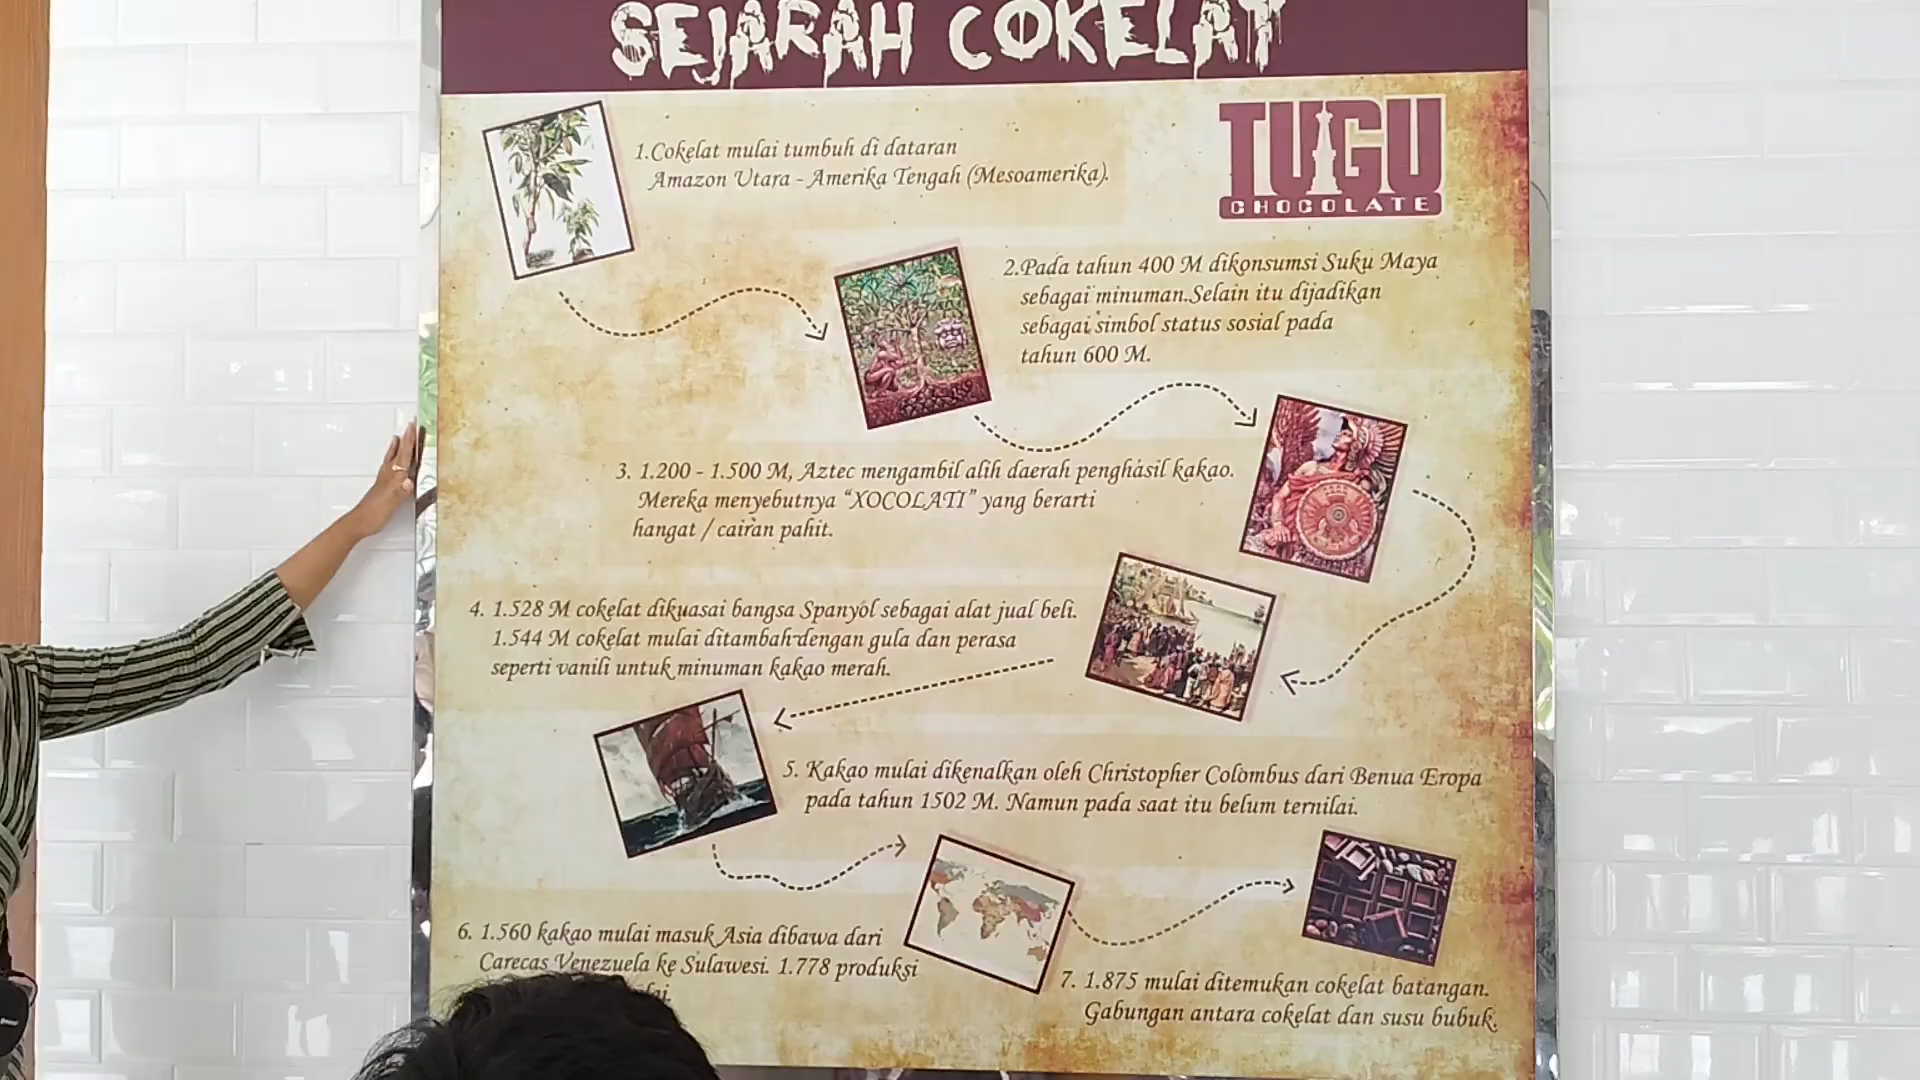 SEJARAH COKELAT
TUGU
CHOCOLATE
1.Cokelat mulai tumbuh di dataran
Amazon Utara - Amerika Tengah (Mesoamerika).
2.Pada tahun 400 M dikonsumsi Suku Maya
sebagai minuman.Selain itu dijadikan
sebagai simbol status sosial pada
tahun 600 M.
3. 1.200 - 1.500 M, Aztec mengambil alih daerah penghasil kakao.
Mereka menyebutnya “XOCOLATI” yang berarti
hangat / cairan pahit.
4. 1.528 M cokelat dikuasai bangsa Spanyol sebagai alat jual beli.
1.544 M cokelat mulai ditambah dengan gula dan perasa
seperti vanili untuk minuman kakao merah.
5. Kakao mulai dikenalkan oleh Christopher Colombus dari Benua Eropa
pada tahun 1502 M. Namun pada saat itu belum ternilai.
6. 1.560 kakao mulai masuk Asia dibawa dari
Carecas Venezuela ke Sulawesi. 1.778 produksi
7. 1.875 mulai ditemukan cokelat batangan.
Gabungan antara cokelat dan susu bubuk.